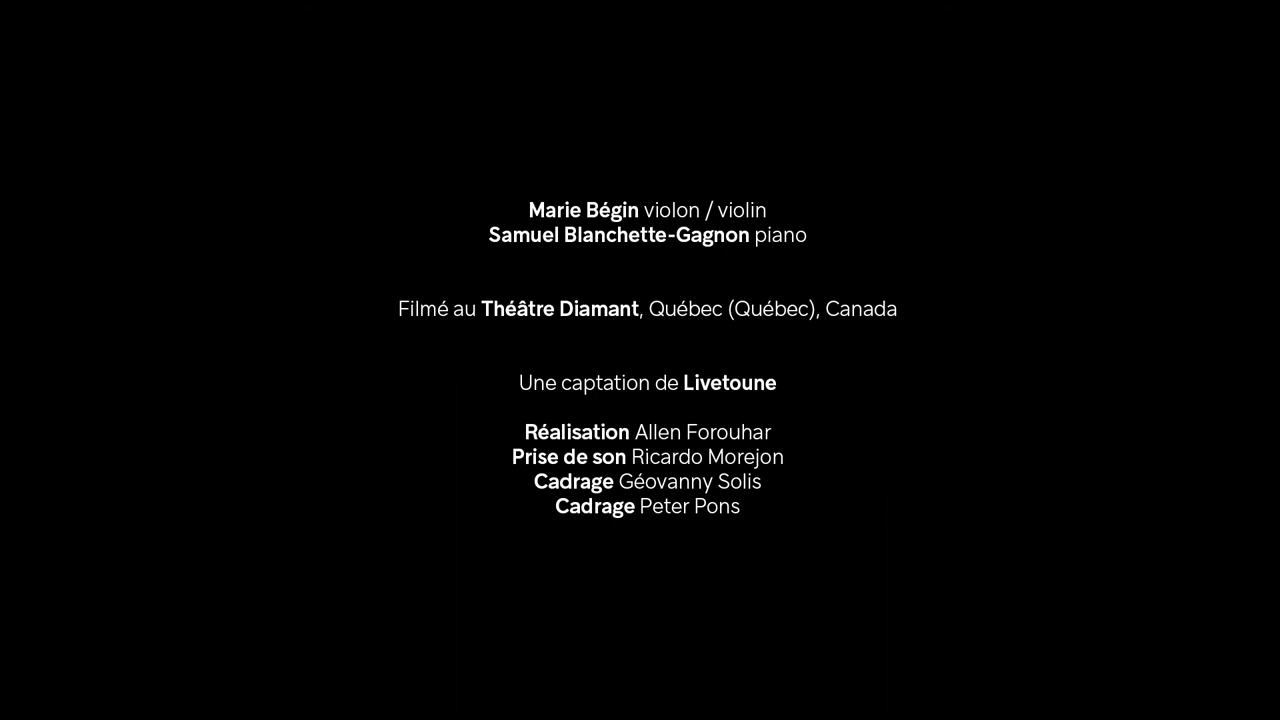 Marie Bégin violon / violin
Samuel Blanchette-Gagnon piano
Filmé au Théâtre Diamant, Québec (Québec), Canada
Une captation de Livetoune
Réalisation Allen Forouhar
Prise de son Ricardo Morejon
Cadrage Géovanny Solis
Cadrage Peter Pons